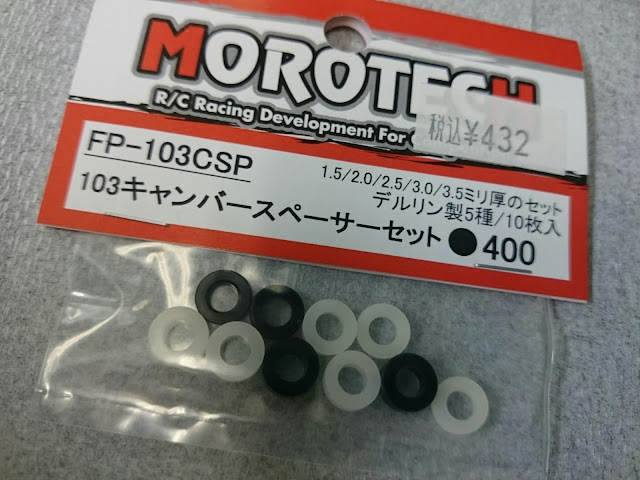 MOROTECH
R/C Racing Development For
税込¥432
FP-103CSP
1.5/2.0/2.5/3.0/3.5ミリ厚のセット
デルリン製5種/10枚入
103キャンバースペーサーセット ●400